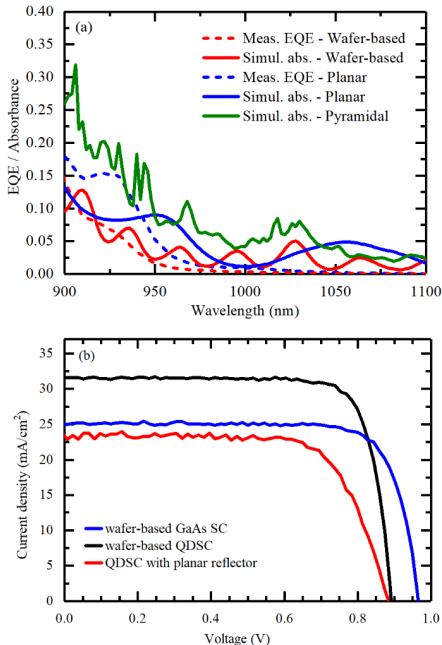 0.40
(a)
Meas. EQE - Wafer-based
0.35
Simul. abs. - Wafer-based
Meas. EQE - Planar
0.30
Simul. abs. - Planar
Simul. abs. - Pyramidal
0.25
0.20
0.15
0.10
0.05
0.00
EQE / Absorbance
900 950 1000 1050 1100
Wavelength (nm)
35
(b)
30
25
20
15
10
5
0
Current density (mA/cm²)
wafer-based GaAs SC
wafer-based QDSC
QDSC with planar reflector
0.0 0.2 0.4 0.6 0.8 1.0
Voltage (V)